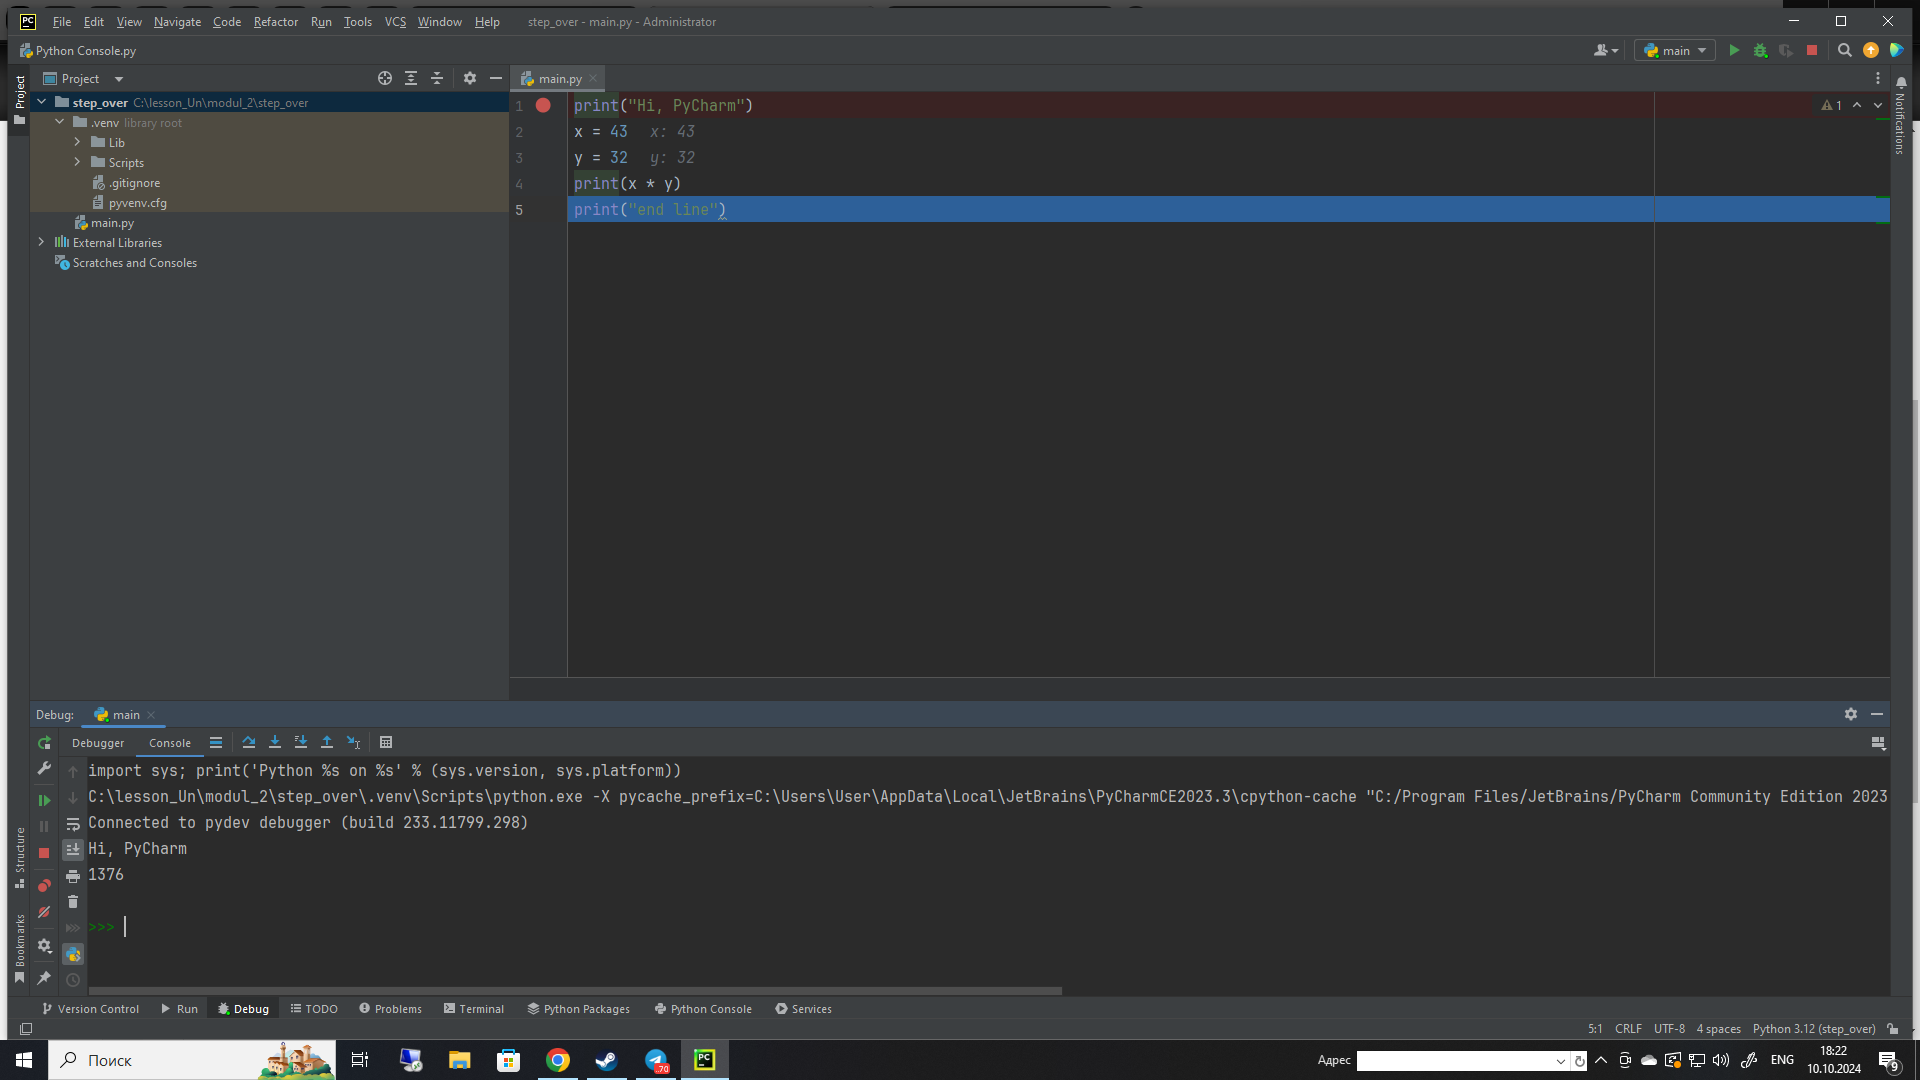 PC File Edit View Navigate Code Refactor Run Tools VCS Window Help step_over - main.py - Administrator
Python Console.py
main
Project
Project
main.py
Notifications
step_over C:\lesson_Un\modul_2\step_over
.venv library root
Lib
Scripts
.gitignore
pyvenv.cfg
main.py
External Libraries
Scratches and Consoles
1 print("Hi, PyCharm")
2 x = 43 x: 43
3 y = 32 y: 32
4 print(x * y)
5 print("end line")
1
Debug: main
Debugger Console
import sys; print('Python %s on %s' % (sys.version, sys.platform))
C:\lesson_Un\modul_2\step_over\.venv\Scripts\python.exe -X pycache_prefix=C:\Users\User\AppData\Local\JetBrains\PyCharmCE2023.3\cpython-cache "C:/Program Files/JetBrains/PyCharm Community Edition 2023
Connected to pydev debugger (build 233.11799.298)
Hi, PyCharm
1376
>>>
Structure
Bookmarks
Version Control Run Debug TODO Problems Terminal Python Packages Python Console Services
5:1 CRLF UTF-8 4 spaces Python 3.12 (step_over)
Поиск
70
PC
Адрес
ENG
18:22
10.10.2024
9